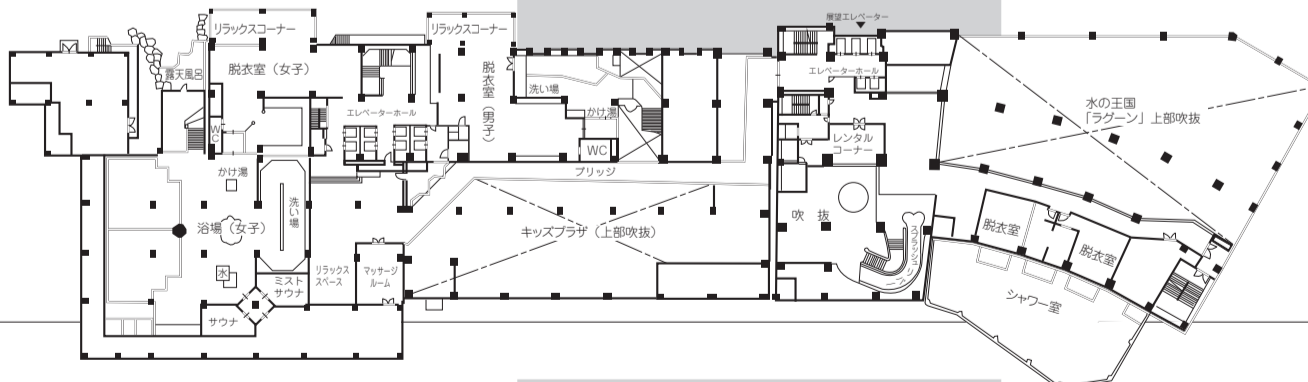 リラックスコーナー
脱衣室（女子）
露天風呂
WC
エレベーターホール
リラックスコーナー
脱衣室（男子）
洗い場
かけ湯
WC
ブリッジ
かけ湯
洗い場
浴場（女子）
水
ミスト
サウナ
サウナ
リラックス
スペース
マッサージ
ルーム
キッズプラザ（上部吹抜）
展望エレベーター
エレベーターホール
レンタル
コーナー
吹 抜
スプラッシュリーフ
水の王国
「ラグーン」上部吹抜
脱衣室
脱衣室
シャワー室